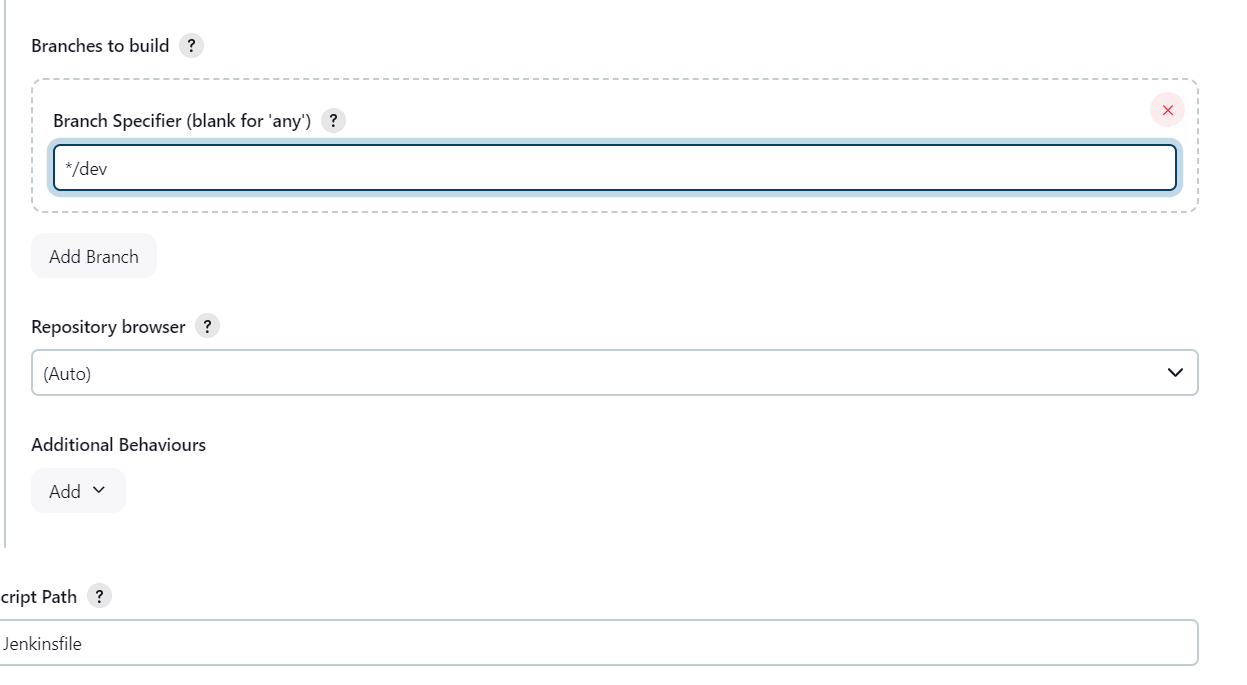 Branches to build ?
Branch Specifier (blank for 'any') ?
*/dev
Add Branch
Repository browser ?
(Auto)
Additional Behaviours
Add
cript Path ?
Jenkinsfile